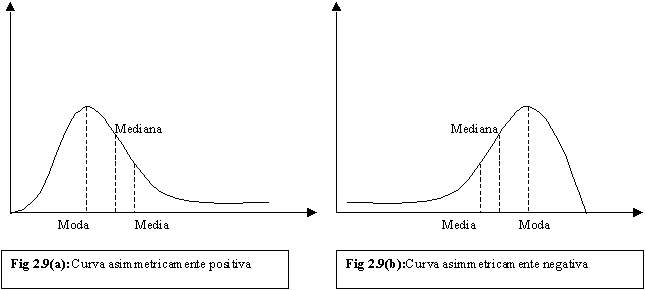 Mediana
Moda
Media
Fig 2.9(a): Curva asimmetricamente positiva
Mediana
Media
Moda
Fig 2.9(b):Curva asimmetricamente negativa